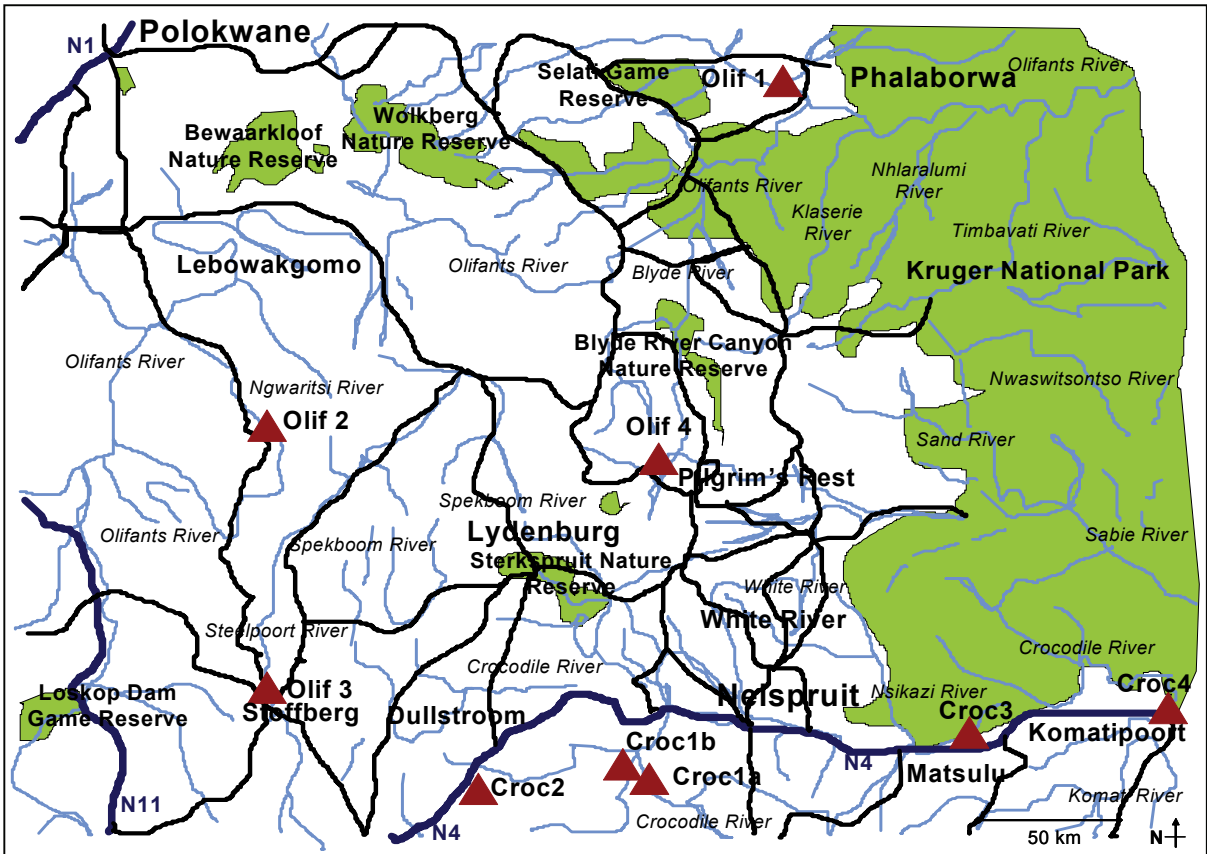 N1
Polokwane
Selati Game
Reserve
Olif 1
Phalaborwa
Olifants River
Wolkberg
Nature Reserve
Bewaarkloof
Nature Reserve
Olifants River
Nhlaralumi
River
Klaserie
River
Timbavati River
Lebowakgomo
Olifants River
Blyde River
Kruger National Park
Olifants River
Ngwaritsi River
Blyde River Canyon
Nature Reserve
Nwaswitsontso River
Olif 2
Olif 4
Sand River
Pilgrim's Rest
Spekboom River
Olifants River
Spekboom River
Lydenburg
Sabie River
Sterkspruit Nature
Reserve
White River
White River
Steelpoort River
Crocodile River
Crocodile River
Loskop Dam
Game Reserve
Olif 3
Stoffberg
Dullstroom
Nelspruit
Nsikazi River
Croc3
Croc4
Komatipoort
Croc1b
Croc1a
Croc2
N4
Matsulu
N11
N4
Crocodile River
Komati River
50 km
N